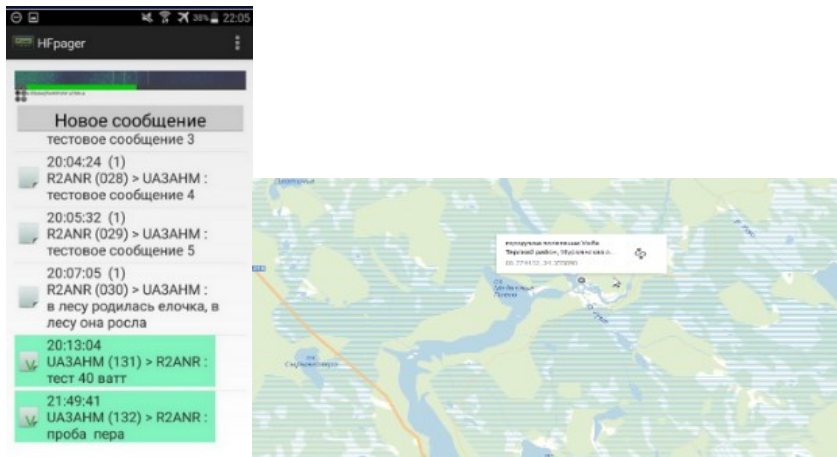 38% 22:05
HFpager
Новое сообщение
тестовое сообщение 3
20:04:24 (1)
R2ANR (028) > UA3AHM :
тестовое сообщение 4
20:05:32 (1)
R2ANR (029) > UA3AHM :
тестовое сообщение 5
20:07:05 (1)
R2ANR (030) > UA3AHM :
в лесу родилась елочка, в
лесу она росла
20:13:04
UA3AHM (131) > R2ANR :
тест 40 ватт
21:49:41
UA3AHM (132) > R2ANR :
проба пера